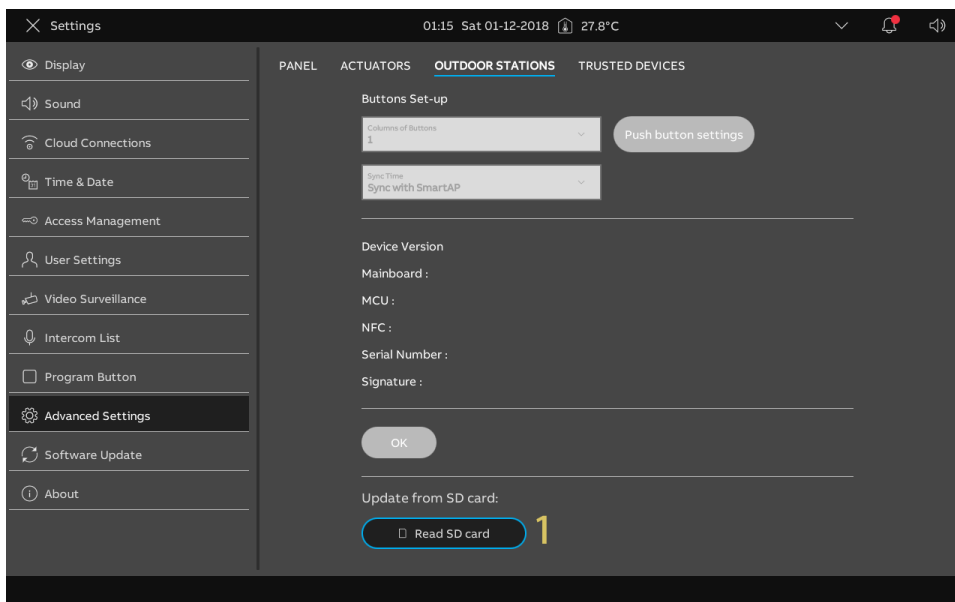 Settings
01:15 Sat 01-12-2018 27.8°C
Display
Sound
Cloud Connections
Time & Date
Access Management
User Settings
Video Surveillance
Intercom List
Program Button
Advanced Settings
Software Update
About
PANEL ACTUATORS OUTDOOR STATIONS TRUSTED DEVICES
Buttons Set-up
Columns of Buttons
1
Push button settings
Sync Time
Sync with SmartAP
Device Version
Mainboard :
MCU :
NFC :
Serial Number :
Signature :
OK
Update from SD card:
Read SD card
1